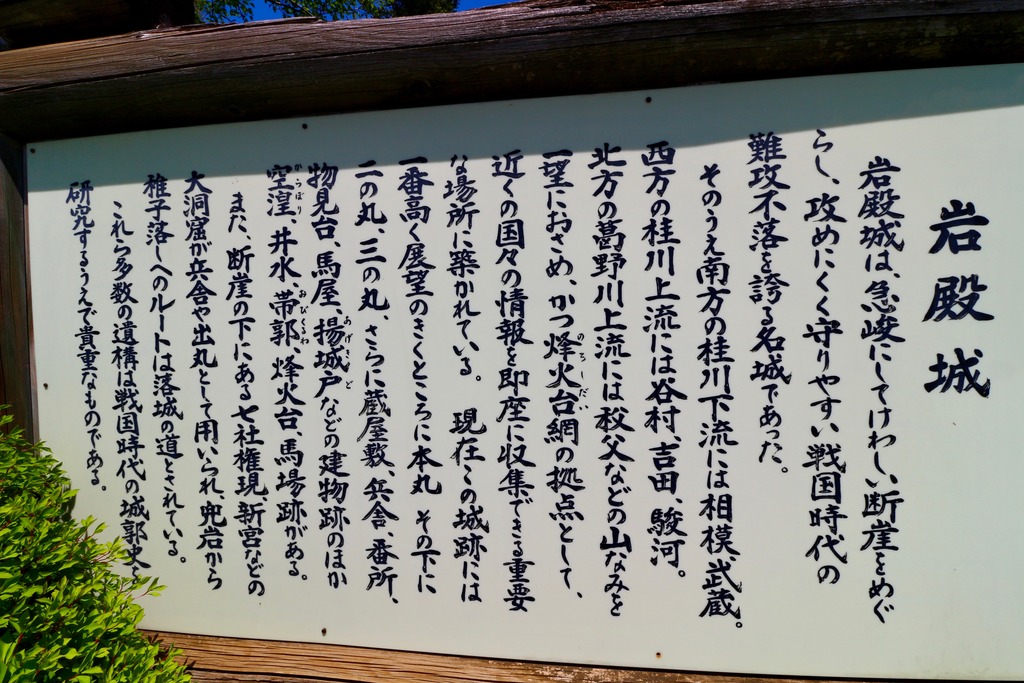 岩殿城
岩殿城は、急峻にしてけわしい断崖をめぐ
らし、攻めにくく守りやすい戦国時代の
難攻不落を誇る名城であった。
そのうえ南方の桂川下流には相模、武蔵。
西方の桂川上流には谷村、吉田、駿河。
北方の葛野川上流には秩父などの山なみを
一望におさめ、かつ烽火台網の拠点として、
近くの国々の情報を即座に収集できる重要
な場所に築かれている。 現在この城跡には
一番高く展望のきくところに本丸 その下に
二の丸、三の丸、さらに蔵屋敷、兵舎、番所、
物見台、馬屋、揚城戸などの建物跡のほか
空湟、井水、帯郭、烽火台、馬場跡がある。
また、断崖の下にある七社権現、新宮などの
大洞窟が兵舎や出丸として用いられ、兜岩から
稚子落しへのルートは落城の道とされている。
これら多数の遺構は戦国時代の城郭史を
研究するうえで貴重なものである。